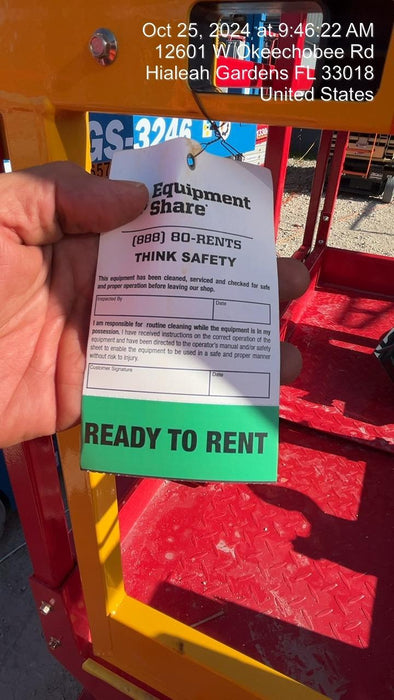 Oct 25, 2024 at 9:46:22 AM
12601 W Okeechobee Rd
Hialeah Gardens FL 33018
United States
GS-3246
Equipment
Share
(888) 80-RENTS
THINK SAFETY
This equipment has been cleaned, serviced and checked for safe
and proper operation before leaving our shop.
Inspected By
Date
I am responsible for routine cleaning while the equipment is in my
possession. I have received instructions on the correct operation of the
equipment and have been directed to the operator's manual and/or safety
sheet to enable the equipment to be used in a safe and proper manner
without risk to injury.
Customer Signature
Date
READY TO RENT